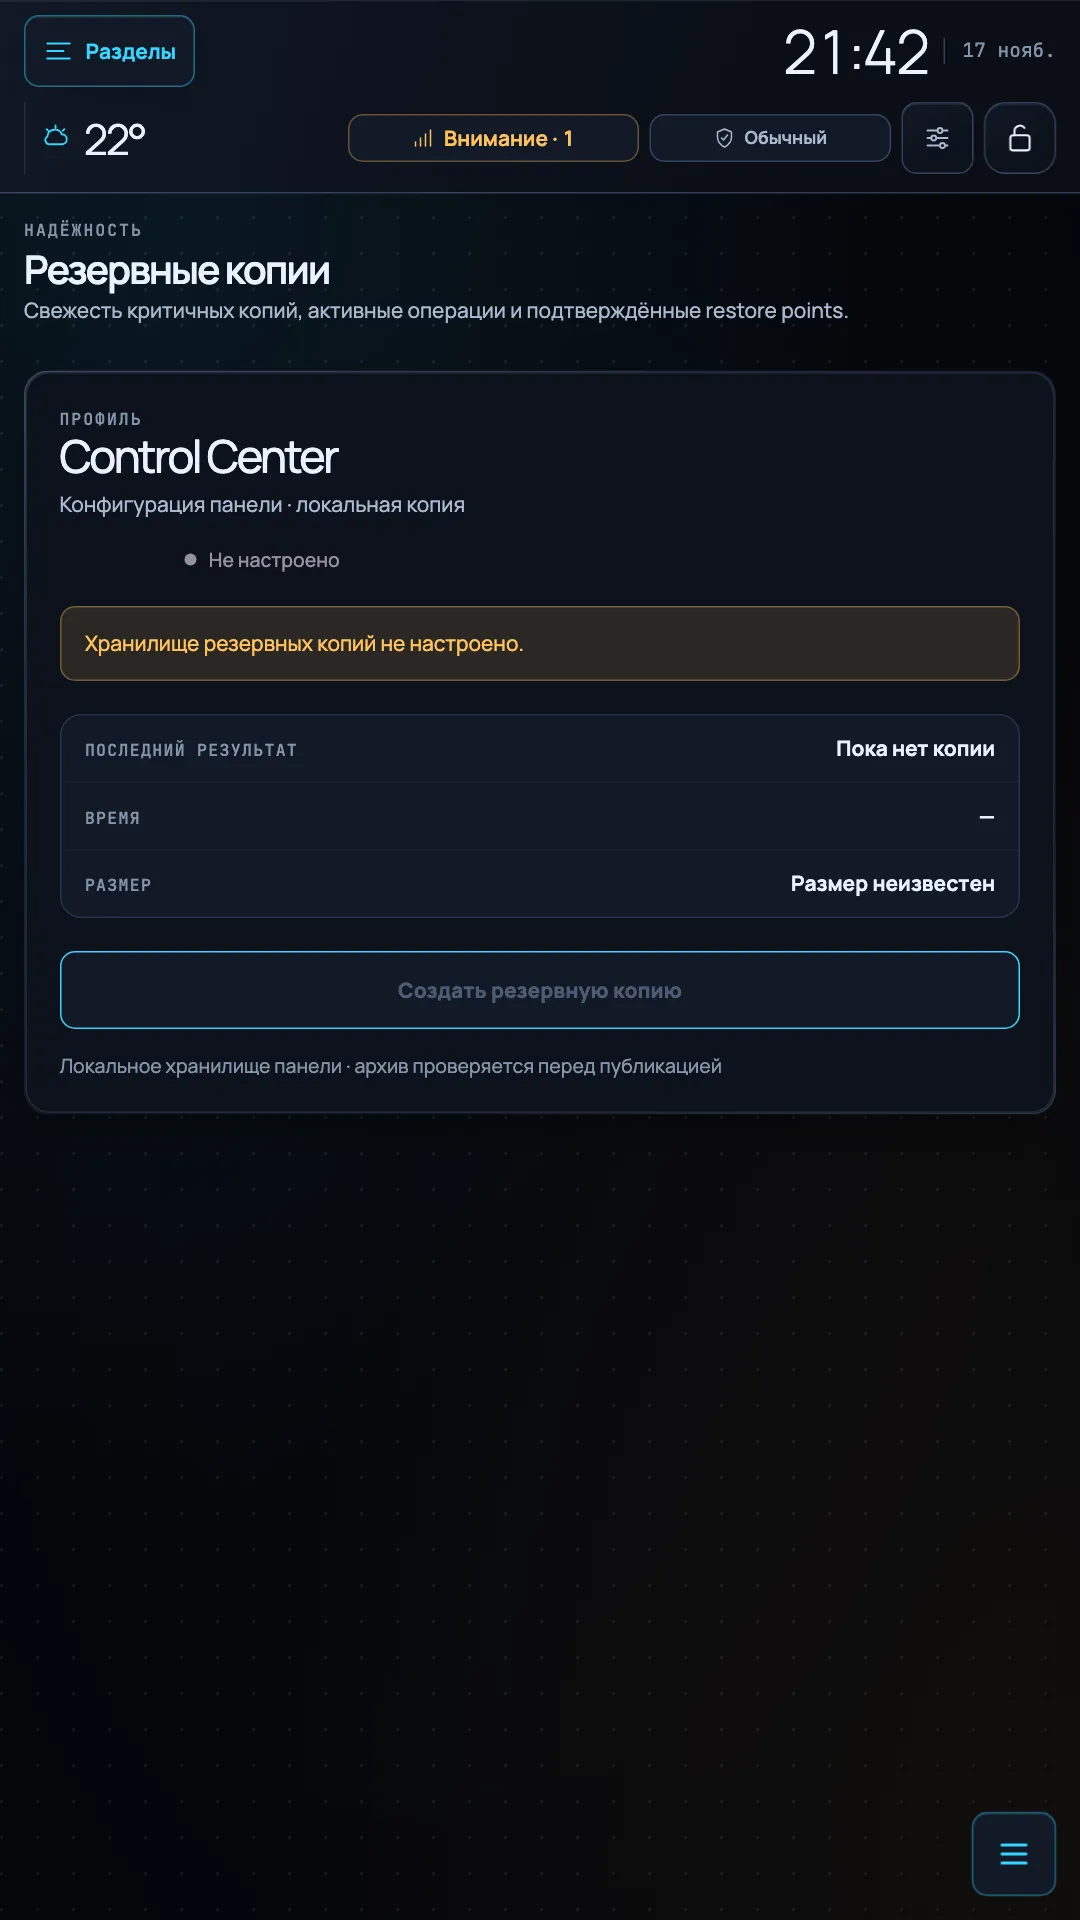 Разделы
21:42
17 нояб.
22°
Внимание · 1
Обычный
НАДЁЖНОСТЬ
Резервные копии
Свежесть критичных копий, активные операции и подтверждённые restore points.
ПРОФИЛЬ
Control Center
Конфигурация панели · локальная копия
Не настроено
Хранилище резервных копий не настроено.
ПОСЛЕДНИЙ РЕЗУЛЬТАТ
Пока нет копии
ВРЕМЯ
—
РАЗМЕР
Размер неизвестен
Создать резервную копию
Локальное хранилище панели · архив проверяется перед публикацией